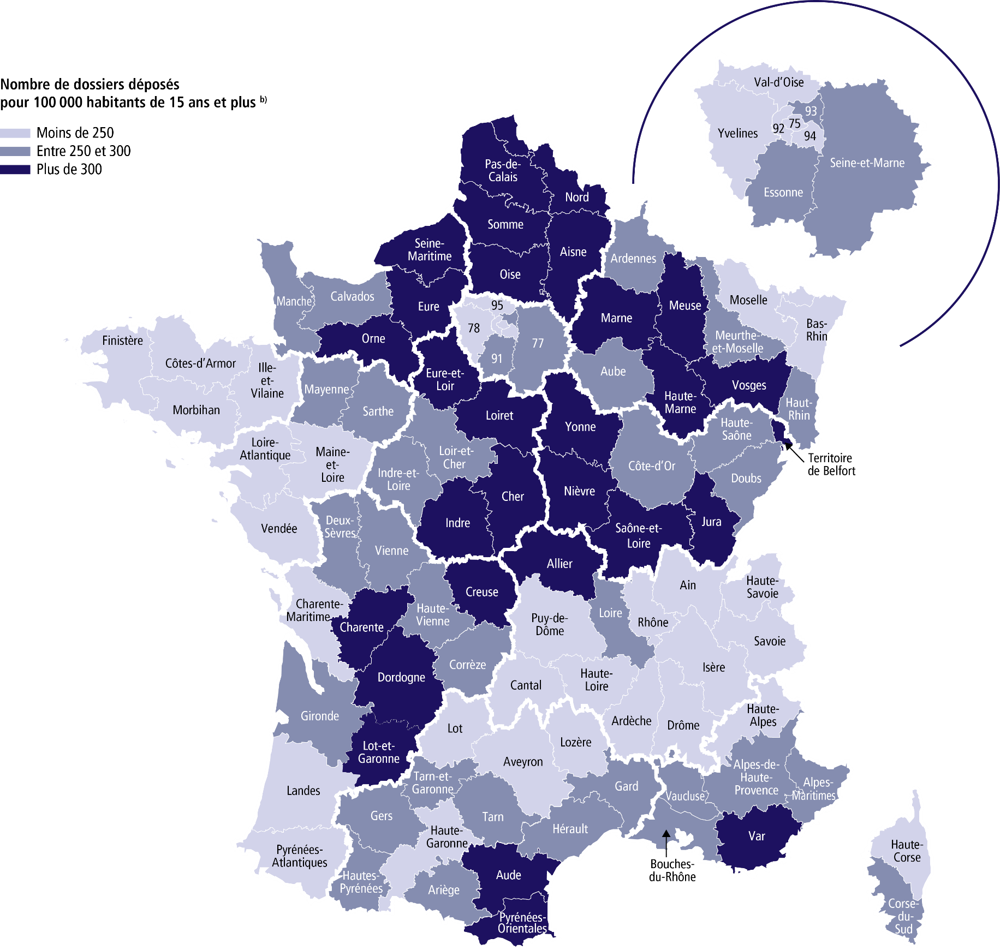 Nombre de dossiers déposés
pour 100 000 habitants de 15 ans et plus b)
Moins de 250
Entre 250 et 300
Plus de 300
Val-d'Oise
93
75
92
94
Yvelines
Seine-et-Marne
Essonne
Pas-de-
Calais
Nord
Somme
Seine-
Maritime
Aisne
Oise
Ardennes
Manche
Calvados
Eure
95
78
77
91
Marne
Meuse
Moselle
Bas-
Rhin
Meurthe-
et-Moselle
Orne
Finistère
Côtes-d'Armor
Ille-
et-
Vilaine
Morbihan
Mayenne
Sarthe
Eure-et-
Loir
Aube
Haute-
Marne
Vosges
Haut-
Rhin
Loiret
Yonne
Haute-
Saône
Territoire
de Belfort
Loire-
Atlantique
Maine-
et-
Loire
Loir-et-
Cher
Indre-et-
Loire
Côte-d'Or
Doubs
Cher
Nièvre
Vendée
Deux-
Sèvres
Vienne
Indre
Saône-et-
Loire
Jura
Allier
Creuse
Ain
Haute-
Savoie
Charente-
Maritime
Charente
Haute-
Vienne
Puy-de-
Dôme
Loire
Rhône
Savoie
Corrèze
Dordogne
Cantal
Haute-
Loire
Isère
Gironde
Lot
Ardèche
Drôme
Haute-
Alpes
Lot-et-
Garonne
Lozère
Aveyron
Landes
Tarn-et-
Garonne
Gard
Vaucluse
Alpes-de-
Haute-
Provence
Alpes-
Maritimes
Gers
Tarn
Hérault
Haute-
Garonne
Var
Bouches-
du-Rhône
Pyrénées-
Atlantiques
Hautes-
Pyrénées
Ariège
Aude
Pyrénées-
Orientales
Haute-
Corse
Corse-
du-
Sud